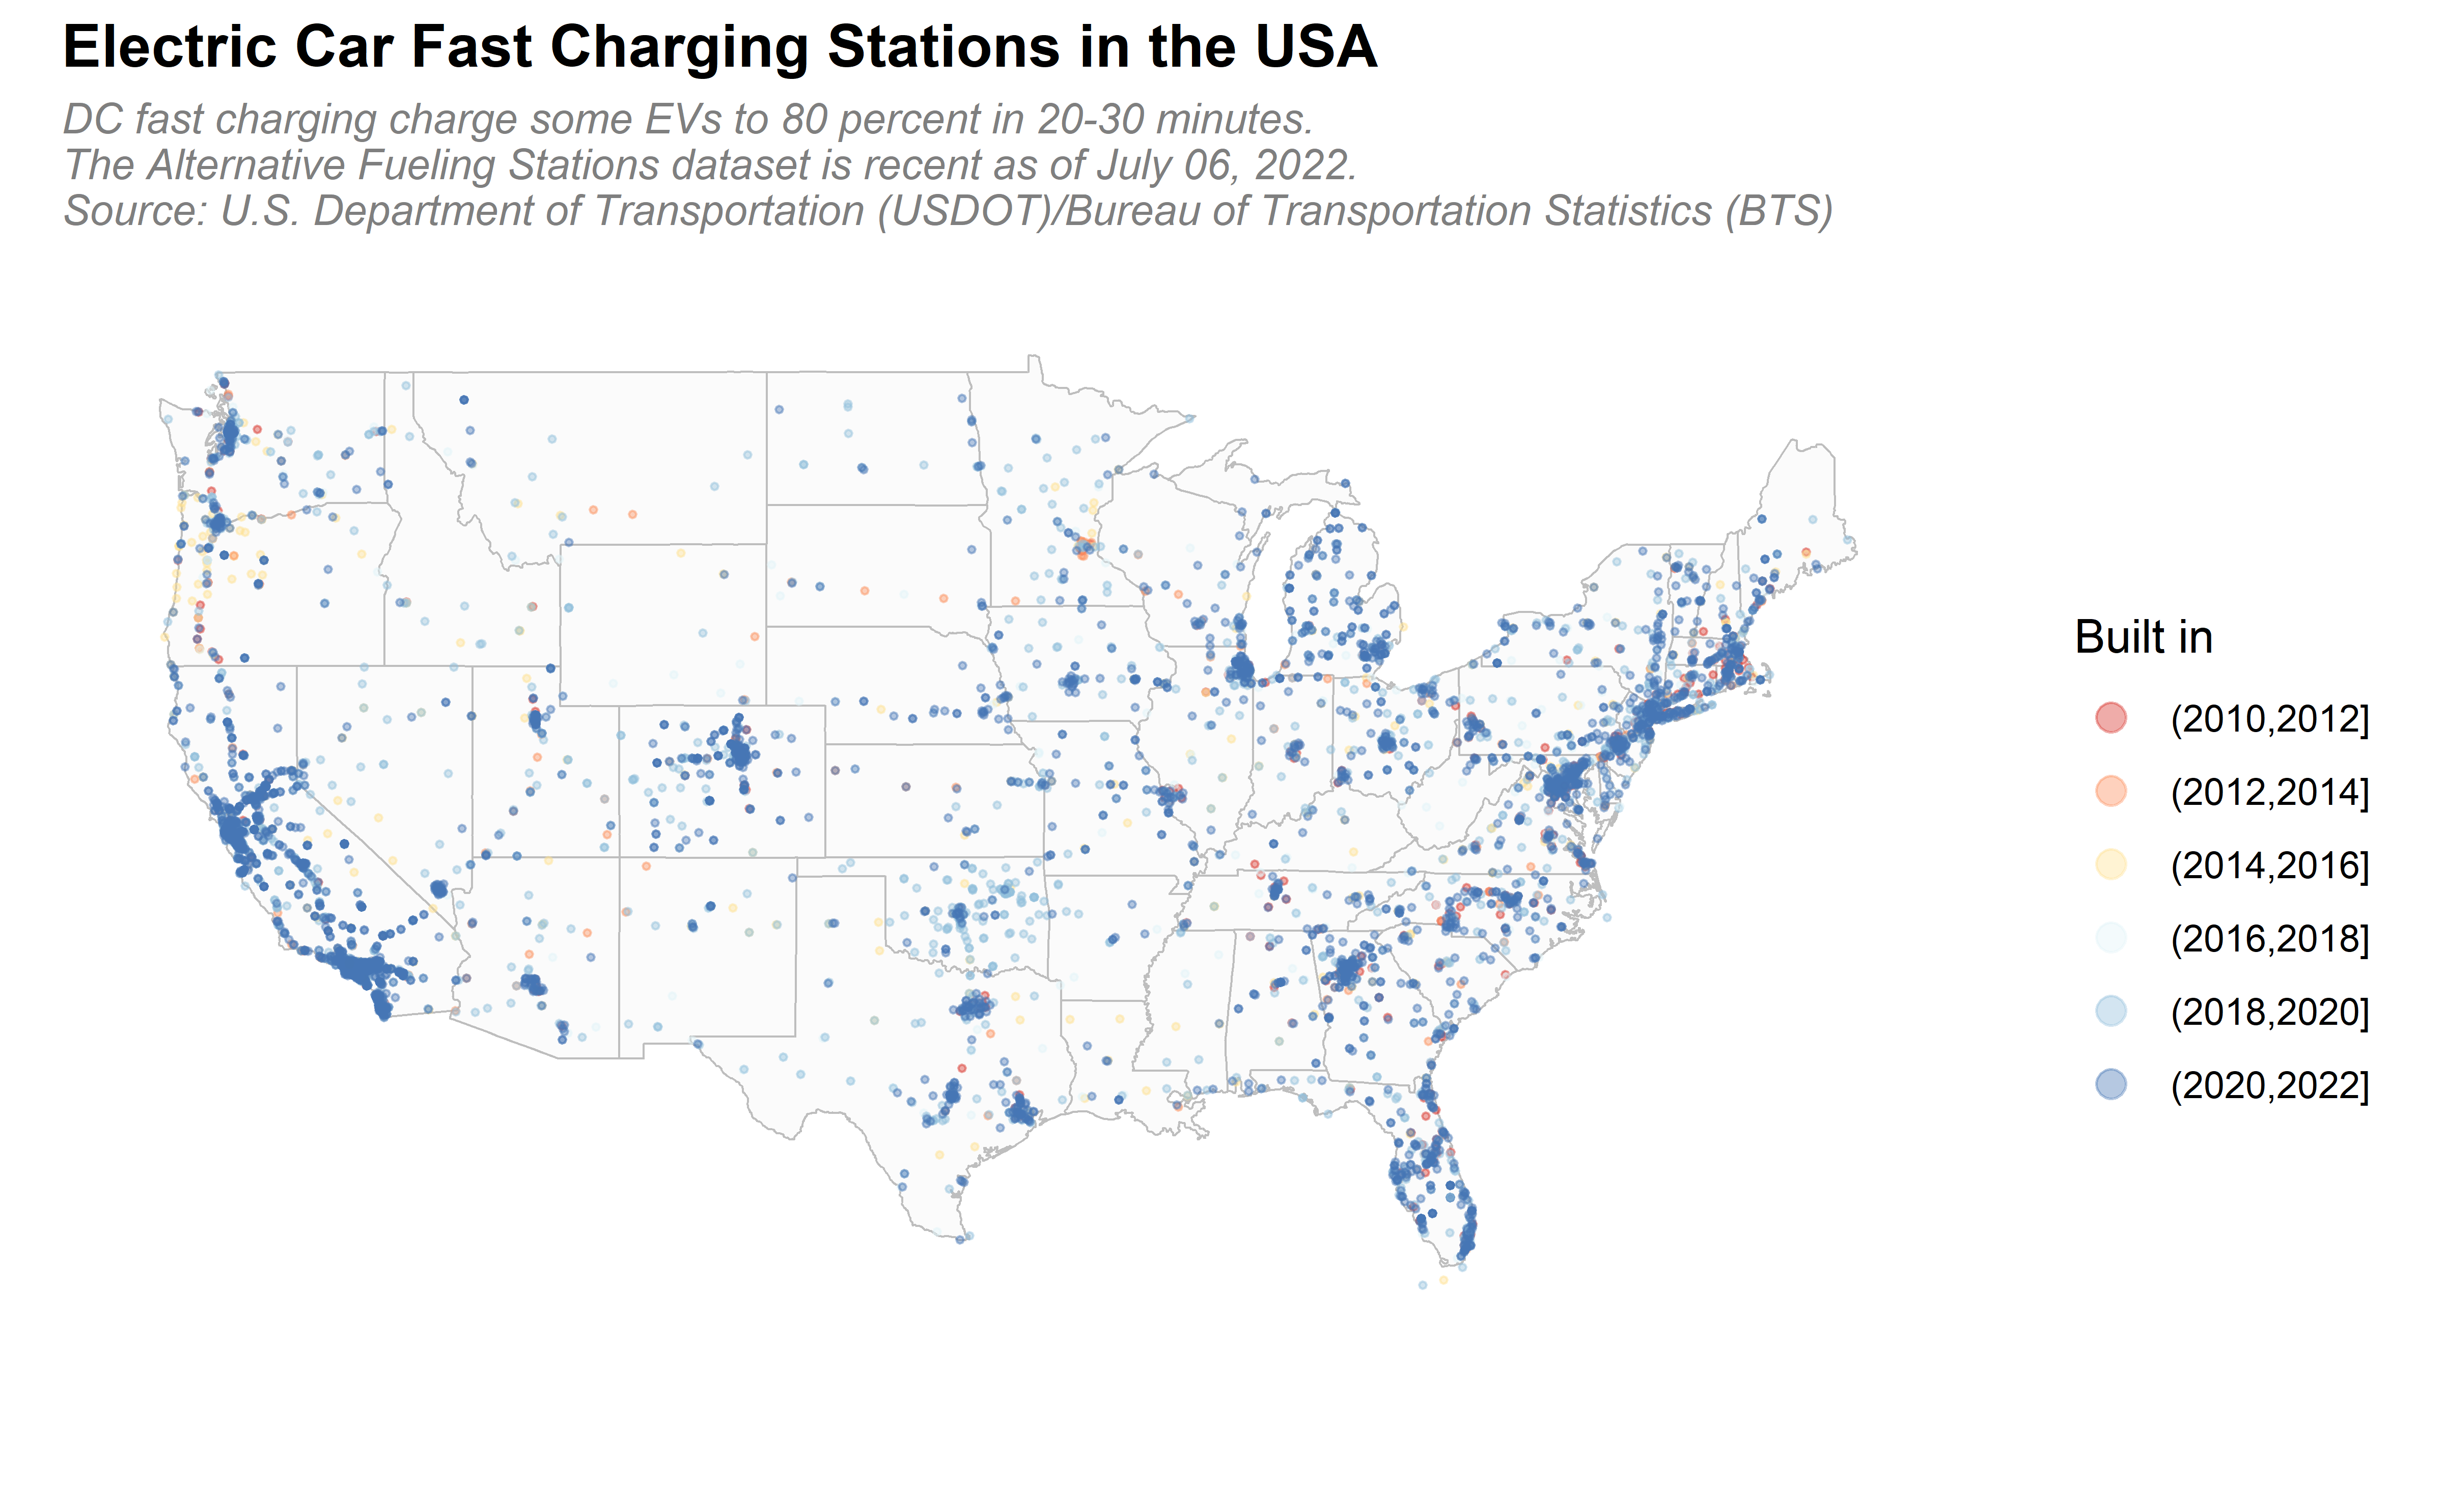 Electric Car Fast Charging Stations in the USA
DC fast charging charge some EVs to 80 percent in 20-30 minutes.
The Alternative Fueling Stations dataset is recent as of July 06, 2022.
Source: U.S. Department of Transportation (USDOT)/Bureau of Transportation Statistics (BTS)
Built in
(2010,2012]
(2012,2014]
(2014,2016]
(2016,2018]
(2018,2020]
(2020,2022]